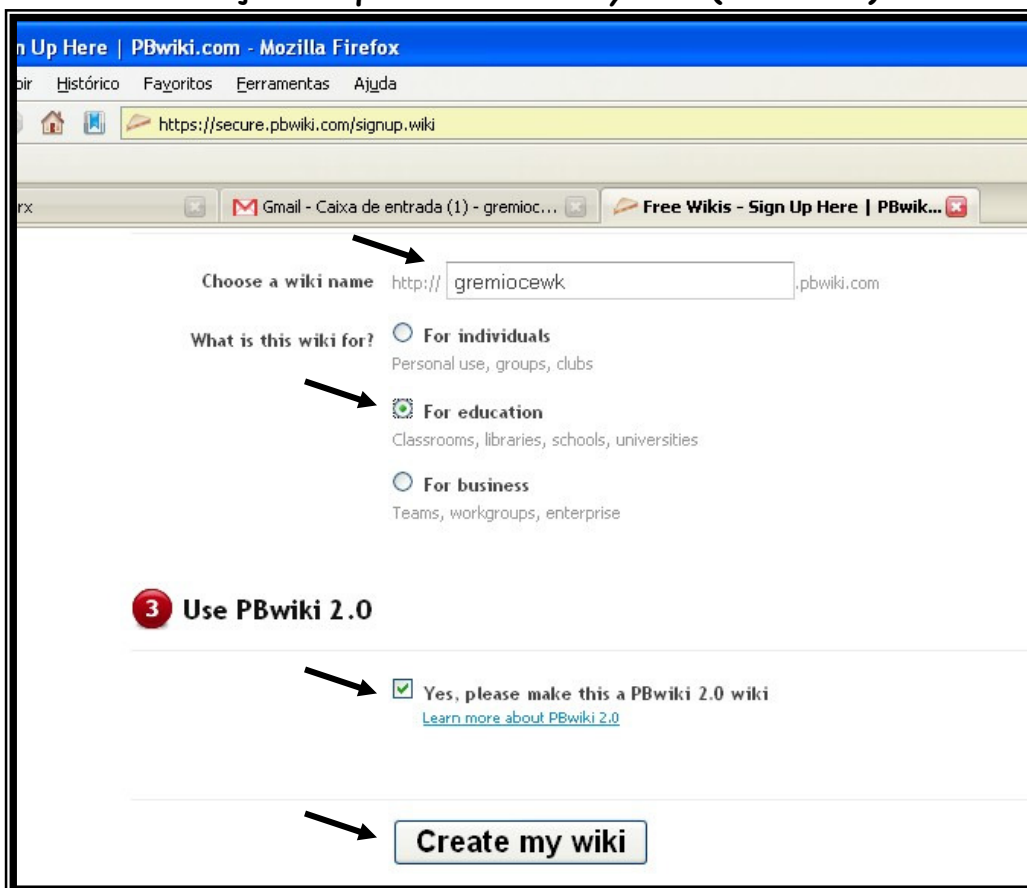 n Up Here | PBwiki.com - Mozilla Firefox
Histórico Favoritos Ferramentas Ajuda
https://secure.pbwiki.com/signup.wiki
rx Gmail - Caixa de entrada (1) - gremioc... Free Wikis - Sign Up Here | PBwik...
Choose a wiki name http:// gremiocewk .pbwiki.com
What is this wiki for? For individuals
Personal use, groups, clubs
For education
Classrooms, libraries, schools, universities
For business
Teams, workgroups, enterprise
3 Use PBwiki 2.0
Yes, please make this a PBwiki 2.0 wiki
Learn more about PBwiki 2.0
Create my wiki